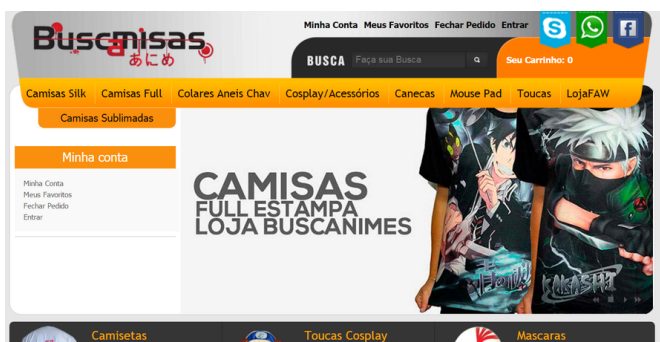 Minha Conta Meus Favoritos Fechar Pedido Entrar
Buscamisas
あにめ
BUSCA Faça sua Busca
Seu Carrinho: 0
Camisas Silk Camisas Full Colares Aneis Chav Cosplay/Acessórios Canecas Mouse Pad Toucas LojaFAW
Camisas Sublimadas
Minha conta
Minha Conta
Meus Favoritos
Fechar Pedido
Entrar
CAMISAS
FULL ESTAMPA
LOJA BUSCANIMES
KAKASHI
Camisetas
Toucas Cosplay
Mascaras